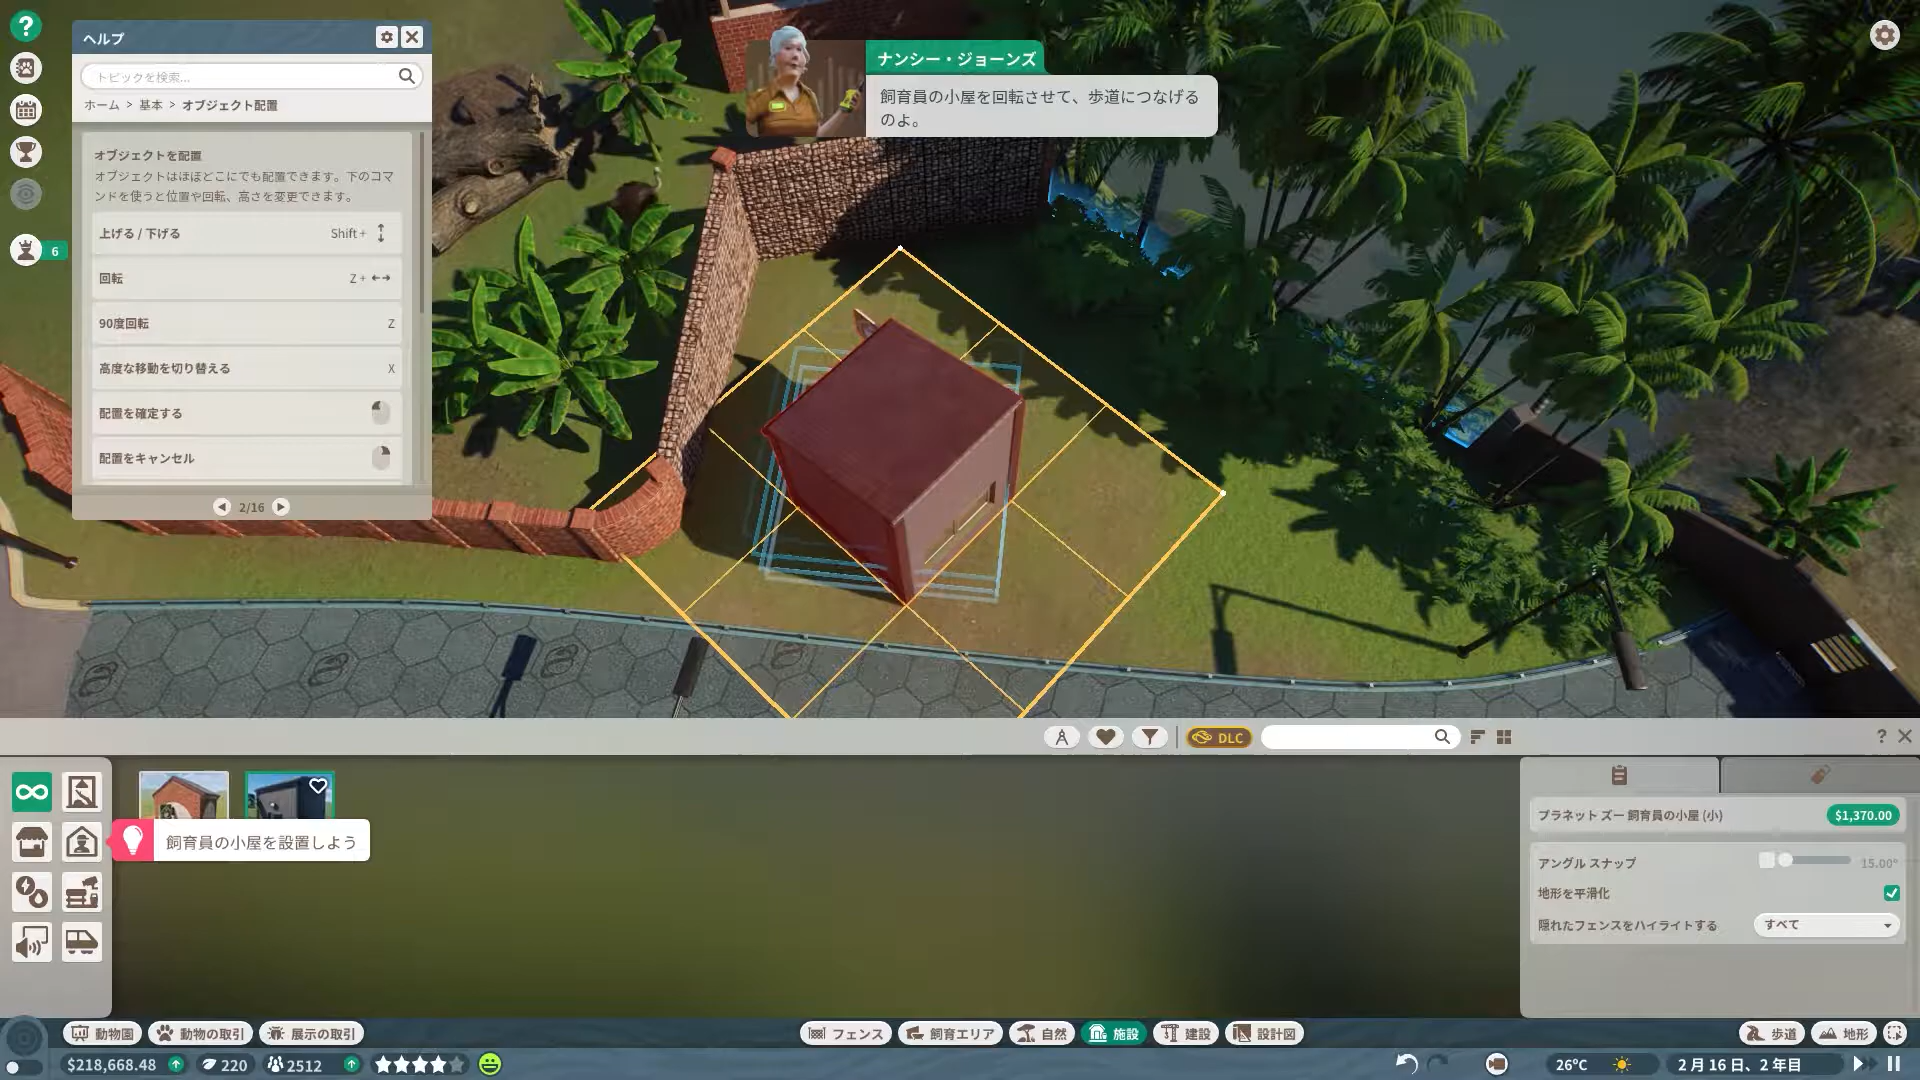 ヘルプ
トピックを検索...
ホーム > 基本 > オブジェクト配置
オブジェクトを配置
オブジェクトはほぼどこにでも配置できます。下のコマ
ンドを使うと位置や回転、高さを変更できます。
上げる / 下げる Shift+
回転 Z +
90度回転 Z
高度な移動を切り替える X
配置を確定する
配置をキャンセル
2/16
6
ナンシー・ジョーンズ
飼育員の小屋を回転させて、歩道につなげる
のよ。
DLC
?
飼育員の小屋を設置しよう
プラネット ズー 飼育員の小屋 (小) $1,370.00
アングル スナップ 15.00°
地形を平滑化
隠れたフェンスをハイライトする すべて
動物園 動物の取引 展示の取引 フェンス 飼育エリア 自然 施設 建設 設計図 歩道 地形
$218,668.48 220 2512 26°C 2 月 16 日、2 年目